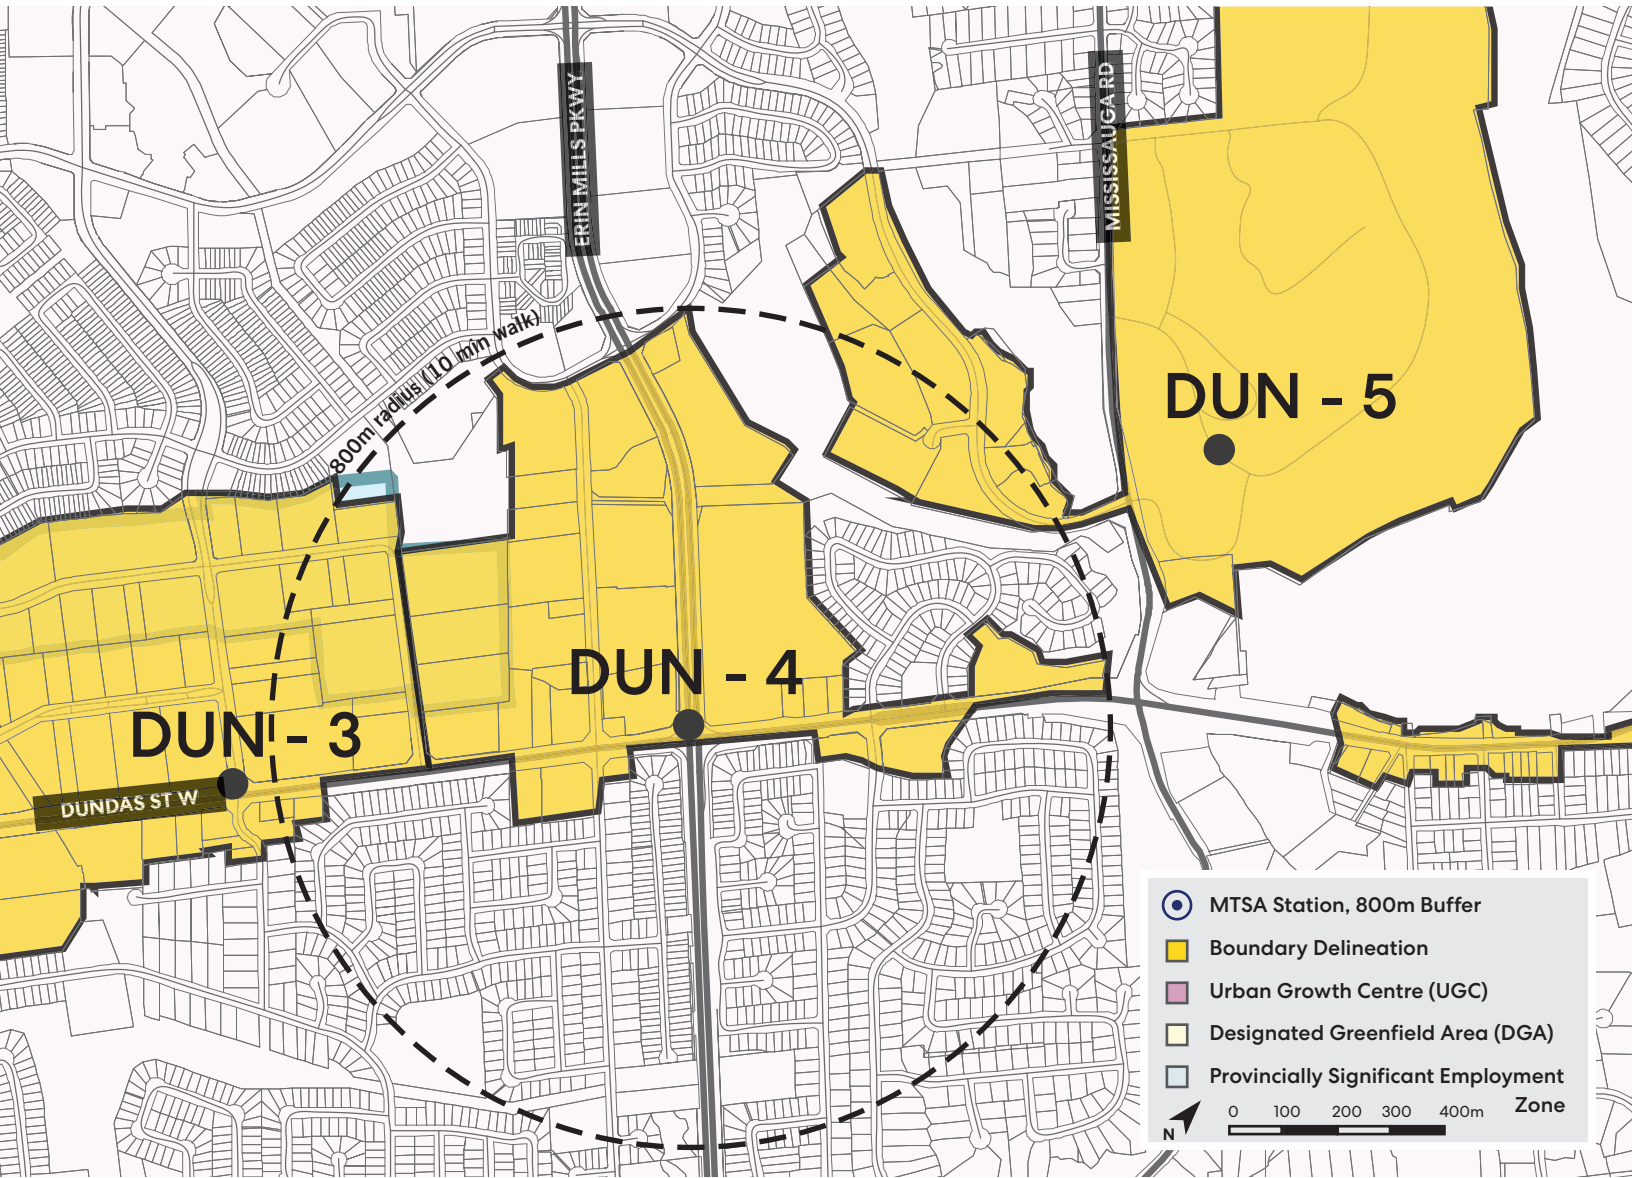 ERIN MILLS PKWY
MISSISSAUGA RD
800m radius (10 min walk)
DUN - 5
DUN - 4
DUN - 3
DUNDAS ST W
MTSA Station, 800m Buffer
Boundary Delineation
Urban Growth Centre (UGC)
Designated Greenfield Area (DGA)
Provincially Significant Employment
Zone
N
0 100 200 300 400m